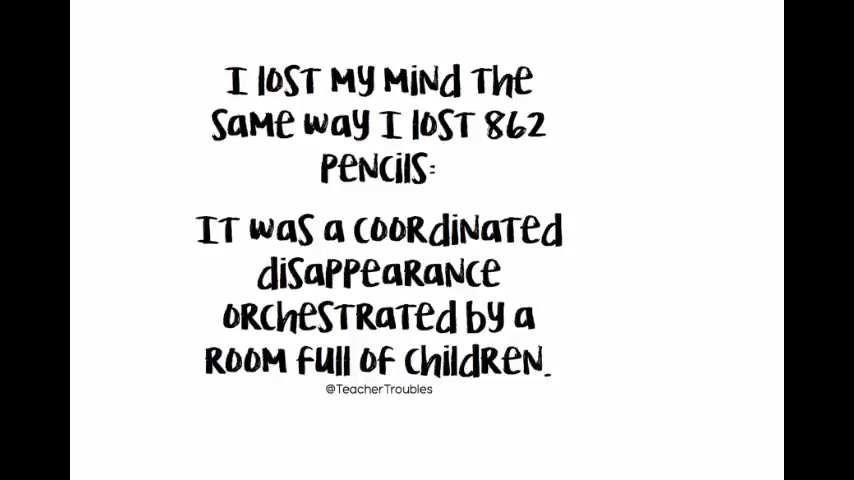 I lost my mind the
same way I lost 862
pencils:
It was a coordinated
disappearance
orchestrated by a
room full of children.
@TeacherTroubles